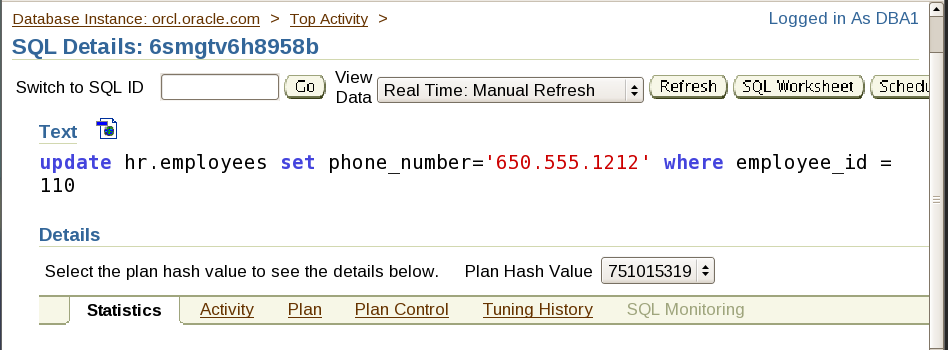 Database Instance: orcl.oracle.com > Top Activity > Logged in As DBA1
SQL Details: 6smgtv6h8958b
Switch to SQL ID Go View Data Real Time: Manual Refresh Refresh SQL Worksheet Schedu
Text
update hr.employees set phone_number='650.555.1212' where employee_id =
110
Details
Select the plan hash value to see the details below. Plan Hash Value 751015319
Statistics Activity Plan Plan Control Tuning History SQL Monitoring